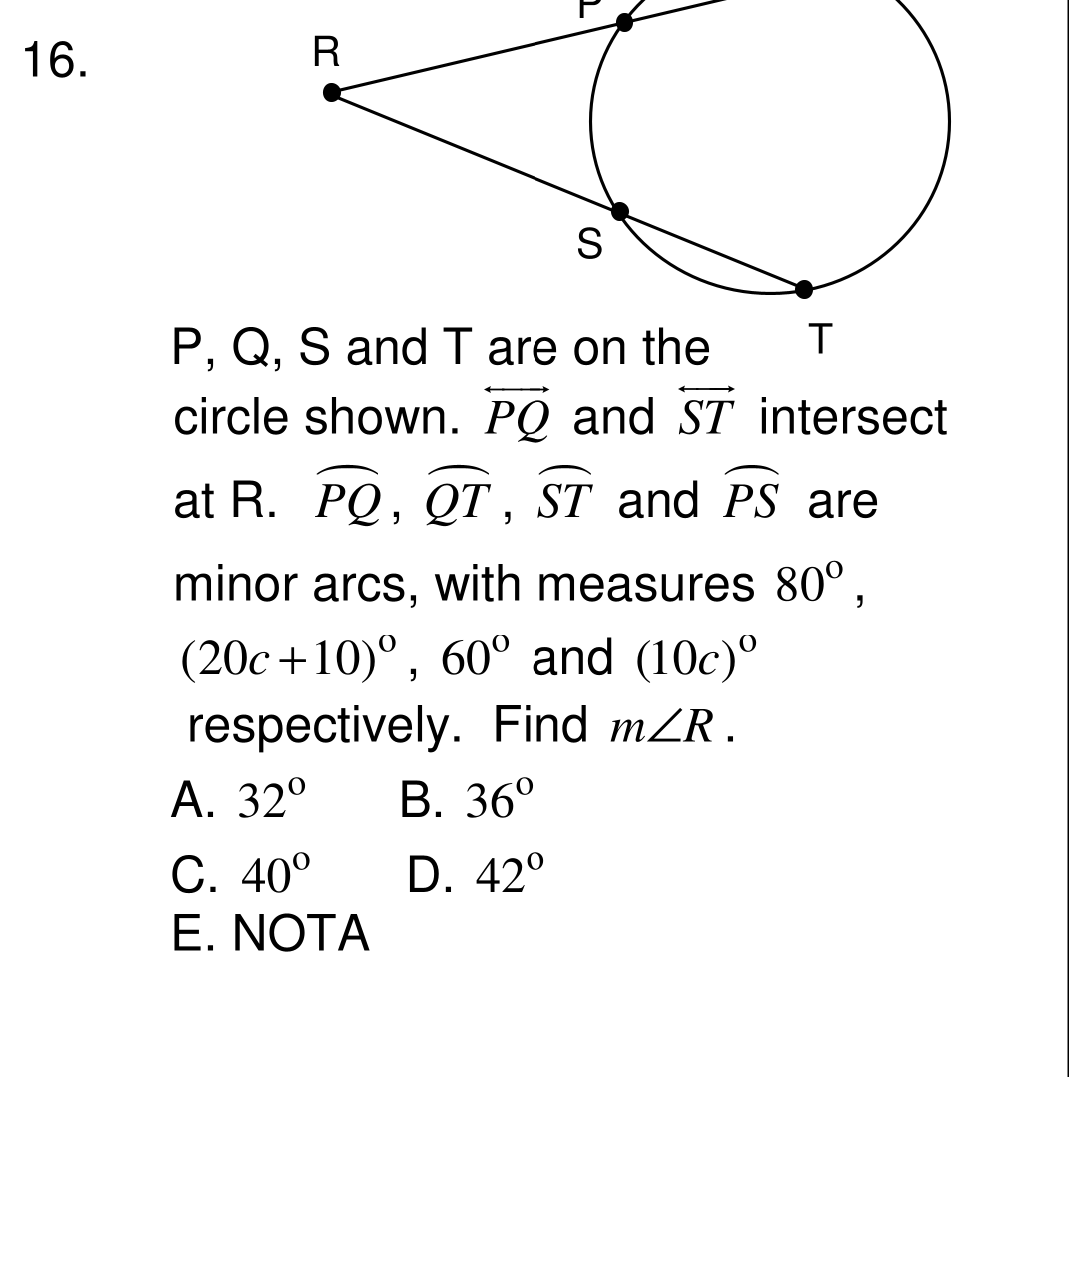 P
16.
R
S
T
P, Q, S and T are on the
circle shown. $\overleftrightarrow{PQ}$ and $\overleftrightarrow{ST}$ intersect
at R. $\overset{\frown}{PQ}$, $\overset{\frown}{QT}$, $\overset{\frown}{ST}$ and $\overset{\frown}{PS}$ are
minor arcs, with measures 80°,
(20c+10)°, 60° and (10c)°
respectively. Find m∠R.
A. 32° B. 36°
C. 40° D. 42°
E. NOTA